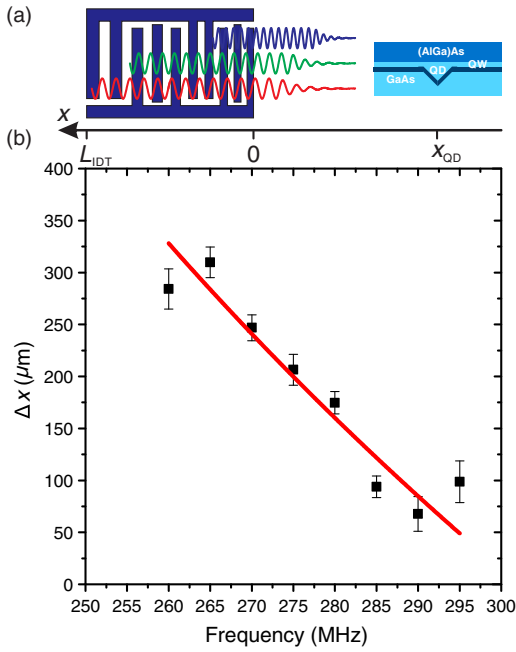 (a)
(AlGa)As
QD
QW
GaAs
x
L_IDT
0
x_QD
(b)
400
350
300
250
200
150
100
50
0
Δx (μm)
250 255 260 265 270 275 280 285 290 295 300
Frequency (MHz)